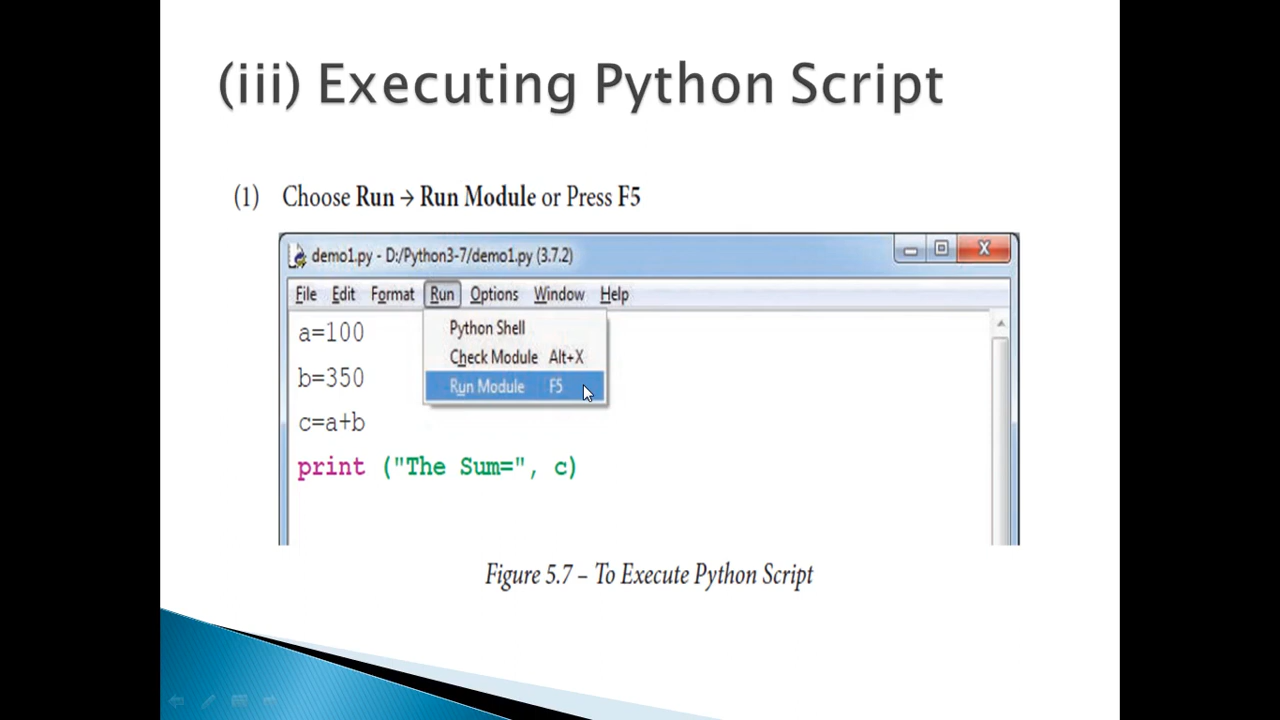 (iii) Executing Python Script
(1) Choose Run → Run Module or Press F5
demo1.py - D:/Python3-7/demo1.py (3.7.2)
File Edit Format Run Options Window Help
Python Shell
Check Module Alt+X
Run Module F5
a=100
b=350
c=a+b
print ("The Sum=", c)
Figure 5.7 – To Execute Python Script